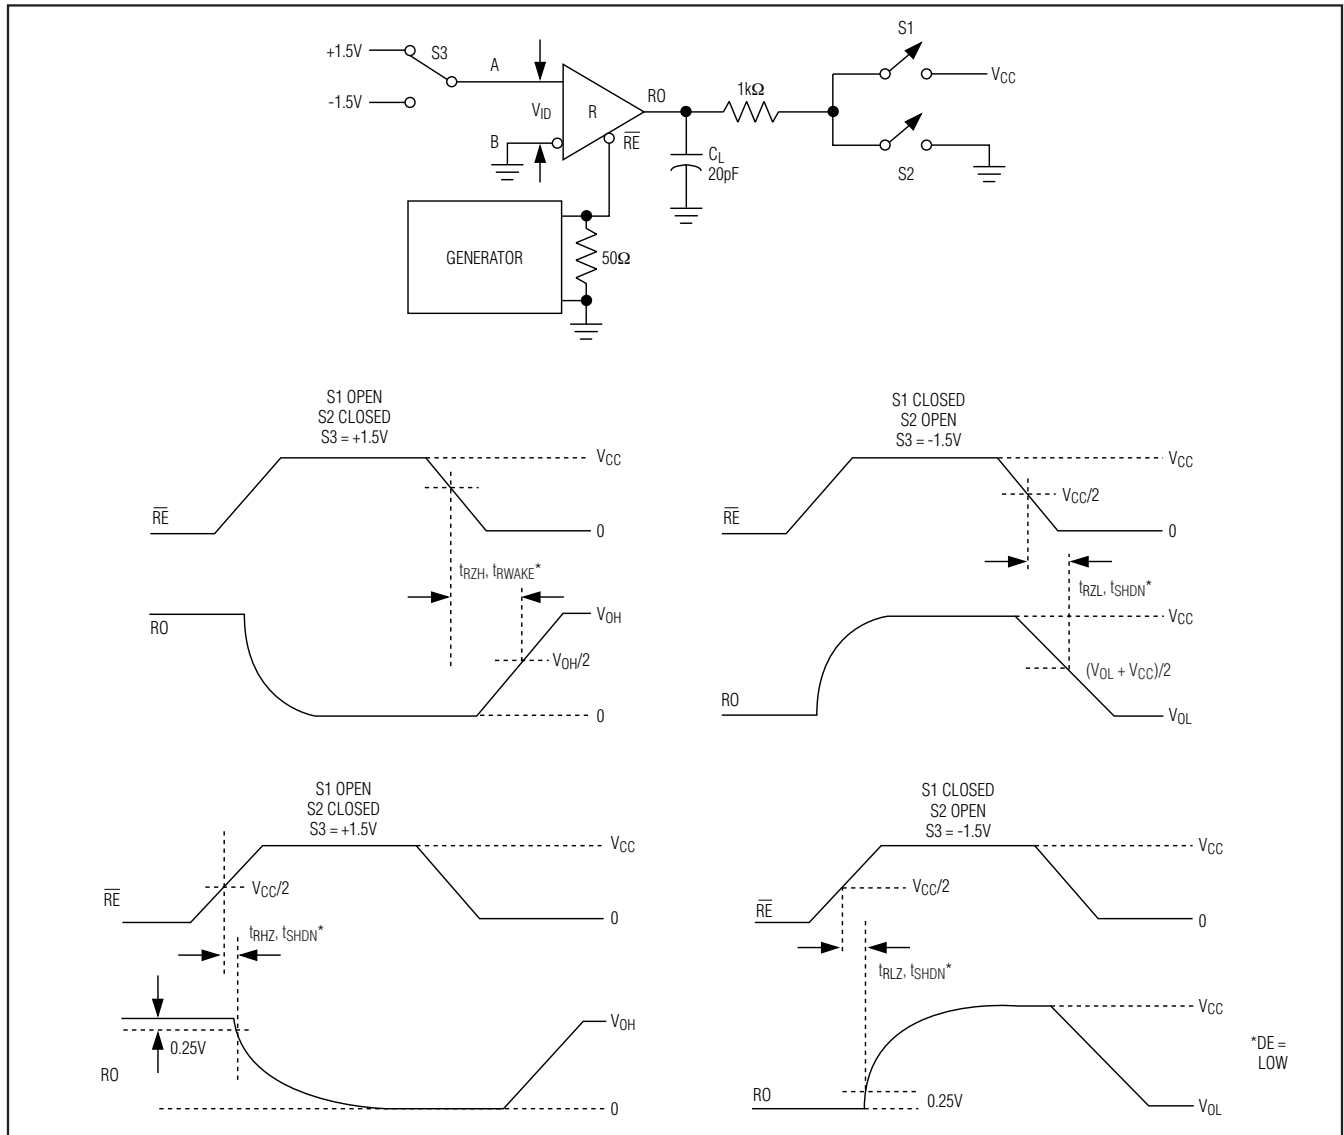 +1.5V
S3
-1.5V
A
V_ID
B
R
RE̅
RO
C_L
20pF
1kΩ
S1
V_CC
S2
GENERATOR
50Ω
S1 OPEN
S2 CLOSED
S3 = +1.5V
V_CC
RE̅
0
t_RZH, t_RWAKE*
RO
V_OH
V_OH/2
0
S1 CLOSED
S2 OPEN
S3 = -1.5V
V_CC
V_CC/2
RE̅
0
t_RZL, t_SHDN*
V_CC
(V_OL + V_CC)/2
RO
V_OL
S1 OPEN
S2 CLOSED
S3 = +1.5V
V_CC
V_CC/2
RE̅
0
t_RHZ, t_SHDN*
V_OH
0.25V
RO
0
S1 CLOSED
S2 OPEN
S3 = -1.5V
V_CC
V_CC/2
RE̅
0
t_RLZ, t_SHDN*
V_CC
RO
0.25V
V_OL
*DE =
LOW